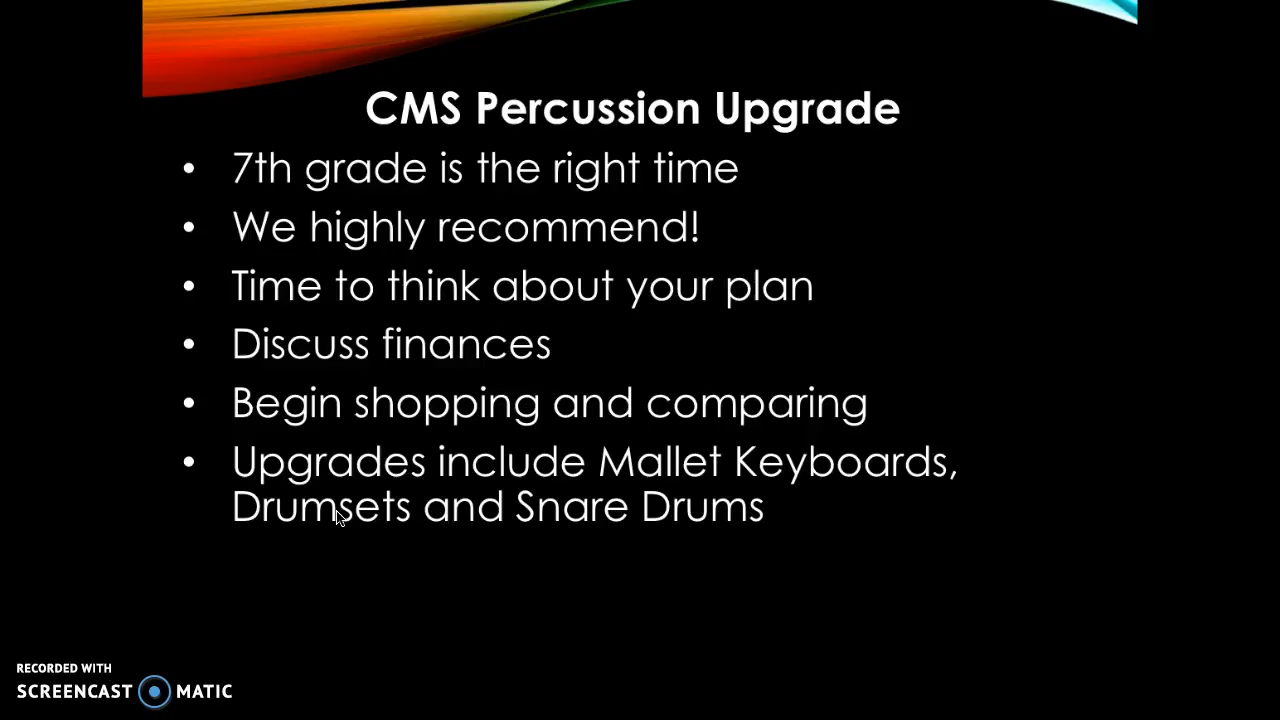 CMS Percussion Upgrade
• 7th grade is the right time
• We highly recommend!
• Time to think about your plan
• Discuss finances
• Begin shopping and comparing
• Upgrades include Mallet Keyboards,
Drumsets and Snare Drums
RECORDED WITH
SCREENCAST MATIC